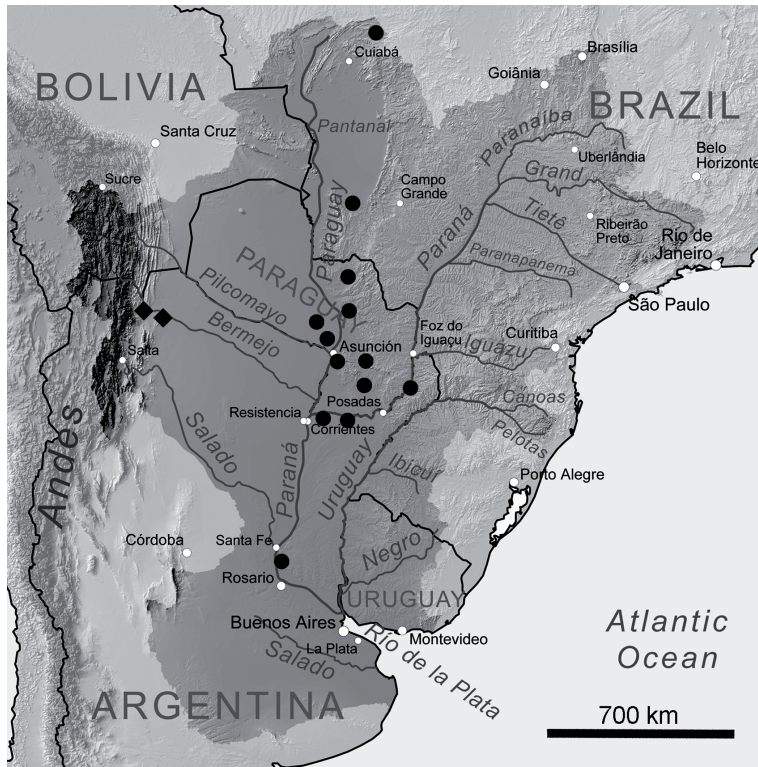 Cuiabá
Brasília
Goiânia
BOLIVIA
BRAZIL
Pantanal
Paranaíba
Santa Cruz
Uberlândia
Belo
Horizonte
Sucre
Campo
Grande
Grand
Paraguay
Tietê
Ribeirão
Preto
Paraná
Rio de
Janeiro
PARAGUAY
Paranapanema
Pilcomayo
São Paulo
Bermejo
Asunción
Foz do
Iguaçu
Iguazu
Curitiba
Salta
Posadas
Canoas
Resistencia
Corrientes
Pelotas
Salado
Andes
Paraná
Uruguay
Ibicuí
Porto Alegre
Córdoba
Santa Fe
Negro
Rosario
URUGUAY
Buenos Aires
Montevideo
Atlantic
Ocean
La Plata
Salado
Río de la Plata
ARGENTINA
700 km